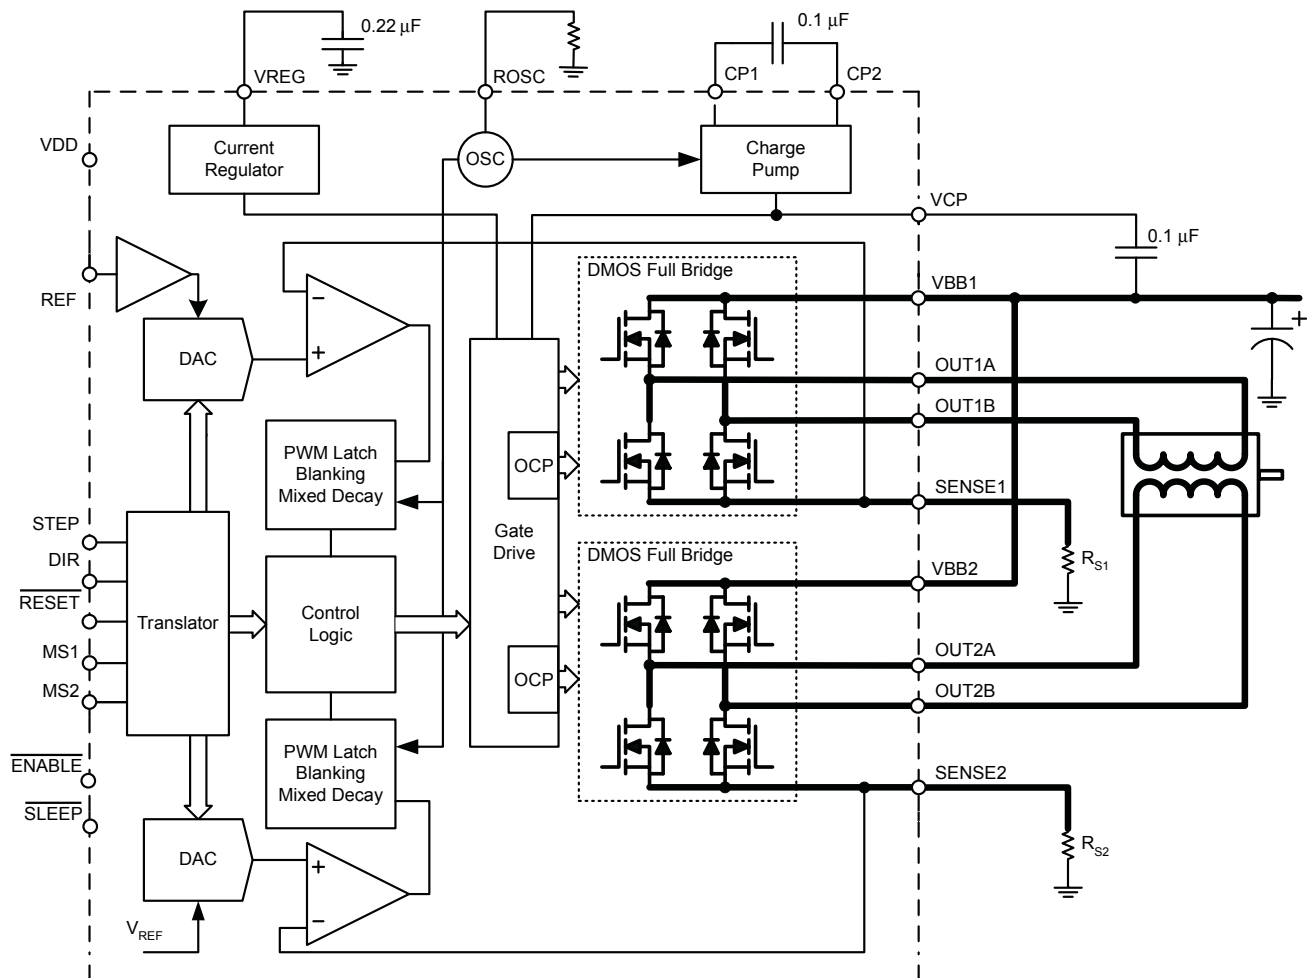 0.22 μF
0.1 μF
VREG
ROSC
CP1
CP2
VDD
Current
Regulator
OSC
Charge
Pump
VCP
0.1 μF
REF
DMOS Full Bridge
VBB1
+
−
+
DAC
OUT1A
OUT1B
PWM Latch
Blanking
Mixed Decay
OCP
SENSE1
STEP
DIR
RESET
MS1
MS2
Translator
Control
Logic
Gate
Drive
DMOS Full Bridge
VBB2
RS1
OUT2A
OUT2B
OCP
ENABLE
SLEEP
PWM Latch
Blanking
Mixed Decay
SENSE2
DAC
+
−
RS2
VREF